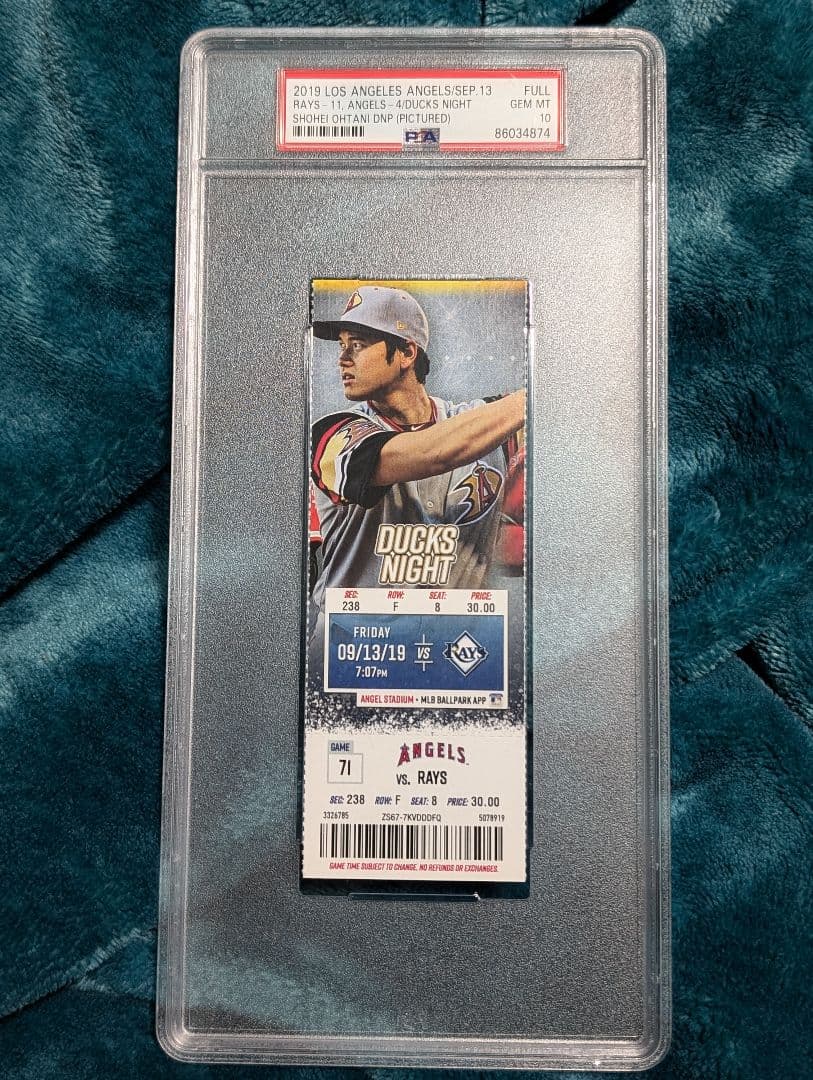 2019 LOS ANGELES ANGELS/SEP.13 FULL
RAYS - 11, ANGELS - 4/DUCKS NIGHT GEM MT
SHOHEI OHTANI DNP (PICTURED) 10
PSA 86034874
A
A
DUCKS
NIGHT
SEC: ROW: SEAT: PRICE:
238 F 8 30.00
FRIDAY
09/13/19 VS RAYS
7:07PM
ANGEL STADIUM • MLB BALLPARK APP
GAME
71
ANGELS
VS. RAYS
SEC: 238 ROW: F SEAT: 8 PRICE: 30.00
3326785 ZS67-7KVDDDFQ 5078919
GAME TIME SUBJECT TO CHANGE. NO REFUNDS OR EXCHANGES.